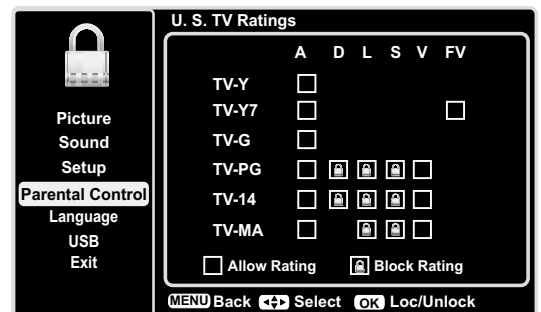 U. S. TV Ratings
A D L S V FV
TV-Y
TV-Y7
TV-G
TV-PG
TV-14
TV-MA
Allow Rating Block Rating
MENU Back Select OK Loc/Unlock
Picture
Sound
Setup
Parental Control
Language
USB
Exit